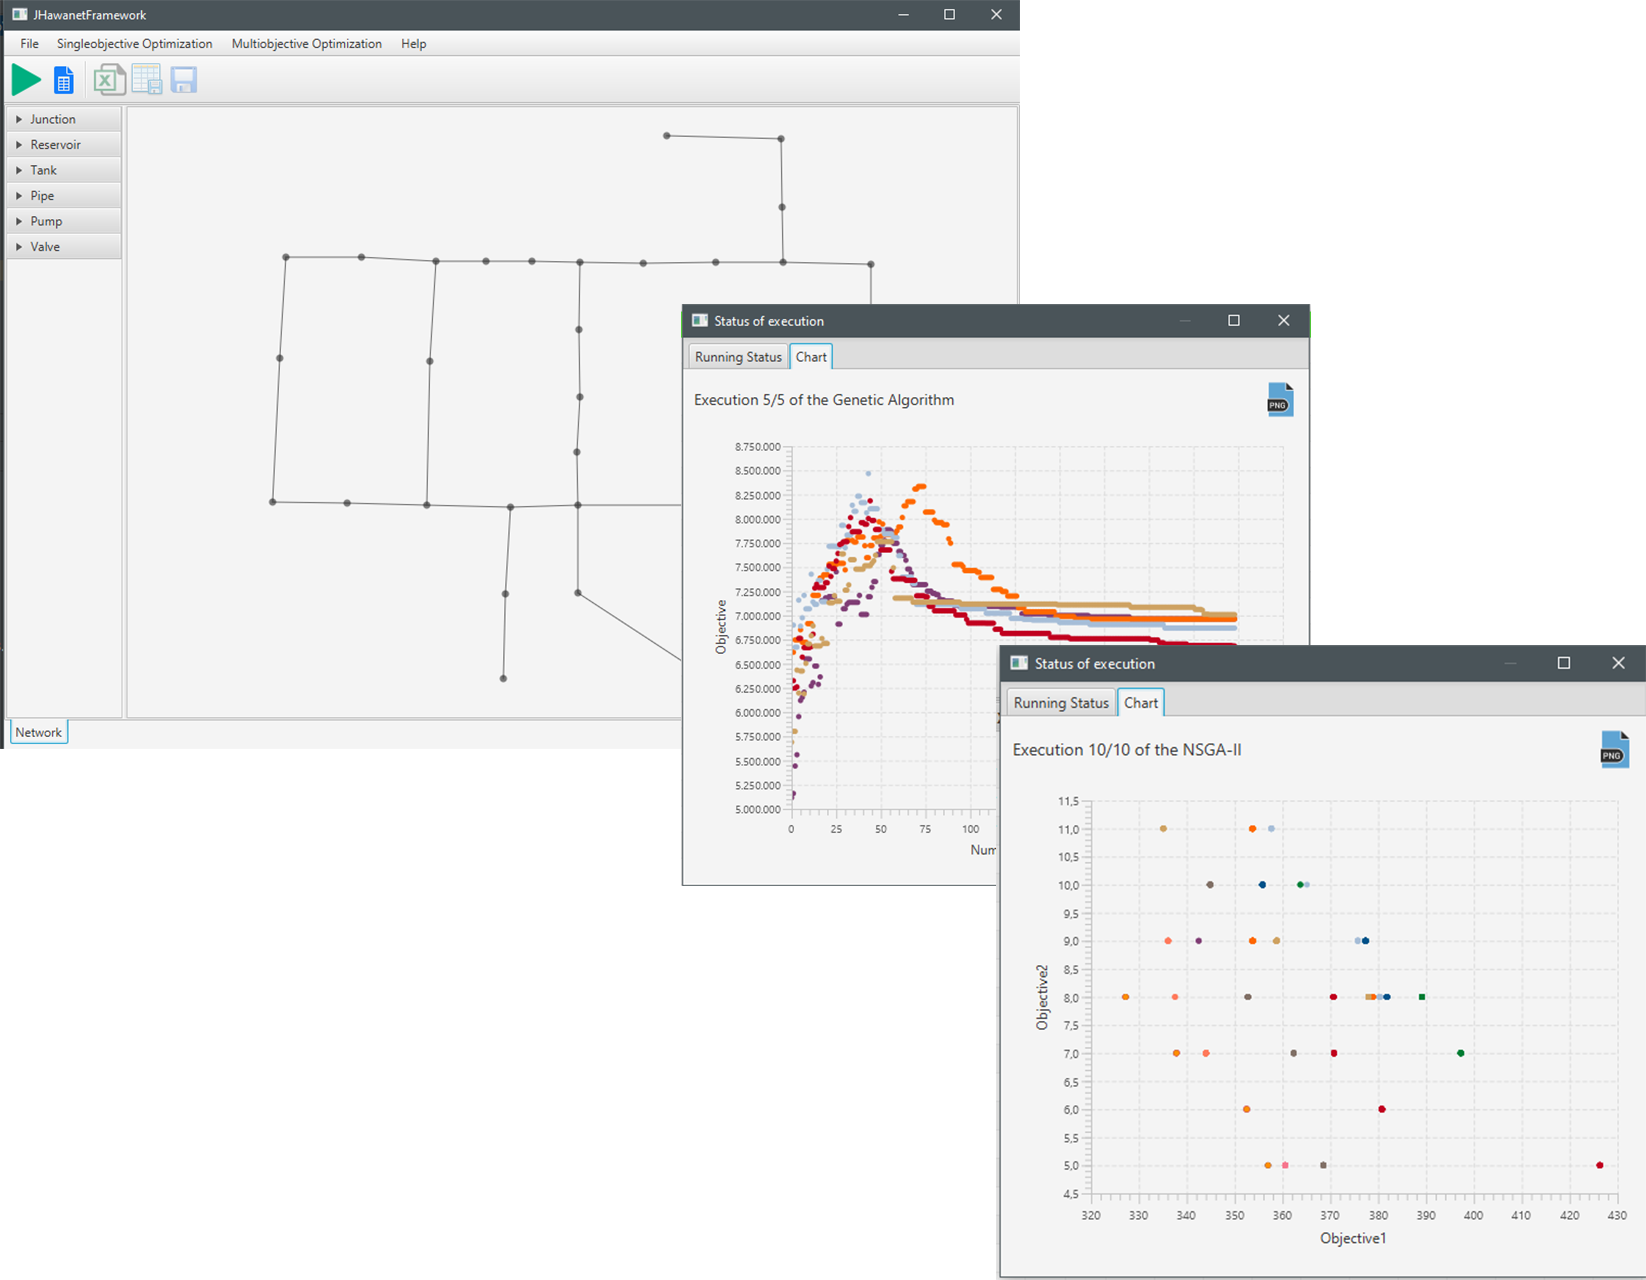 JHawanetFramework
File Singleobjective Optimization Multiobjective Optimization Help
Junction
Reservoir
Tank
Pipe
Pump
Valve
Network
Status of execution
Running Status Chart
Execution 5/5 of the Genetic Algorithm
PNG
8.750.000
8.500.000
8.250.000
8.000.000
7.750.000
7.500.000
7.250.000
7.000.000
6.750.000
6.500.000
6.250.000
6.000.000
5.750.000
5.500.000
5.250.000
5.000.000
Objective
0 25 50 75 100
Num
Status of execution
Running Status Chart
Execution 10/10 of the NSGA-II
PNG
11,5
11,0
10,5
10,0
9,5
9,0
8,5
8,0
7,5
7,0
6,5
6,0
5,5
5,0
4,5
Objective2
320 330 340 350 360 370 380 390 400 410 420 430
Objective1